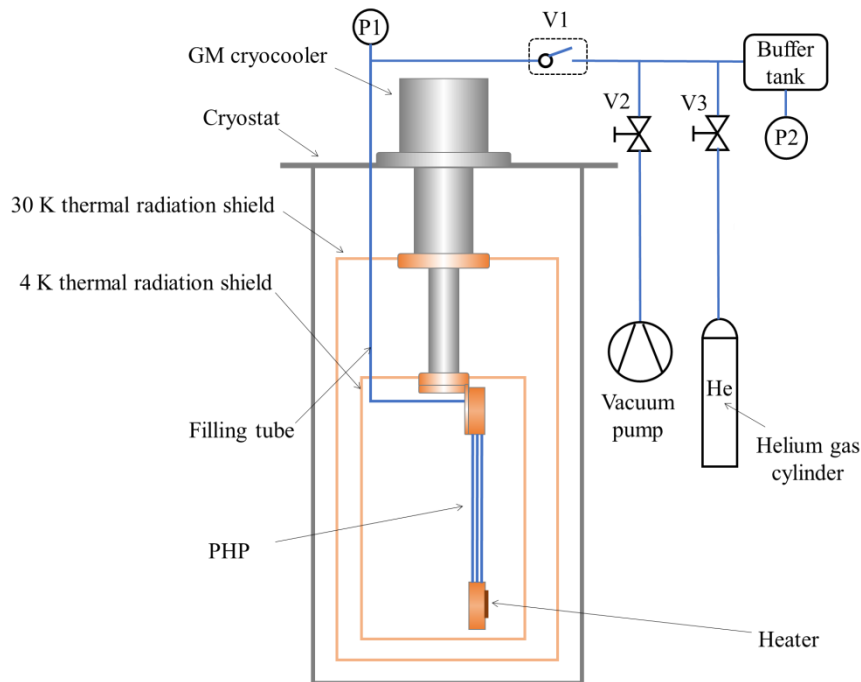 P1
V1
GM cryocooler
Buffer
tank
V2
V3
Cryostat
P2
30 K thermal radiation shield
4 K thermal radiation shield
He
Vacuum
pump
Filling tube
Helium gas
cylinder
PHP
Heater